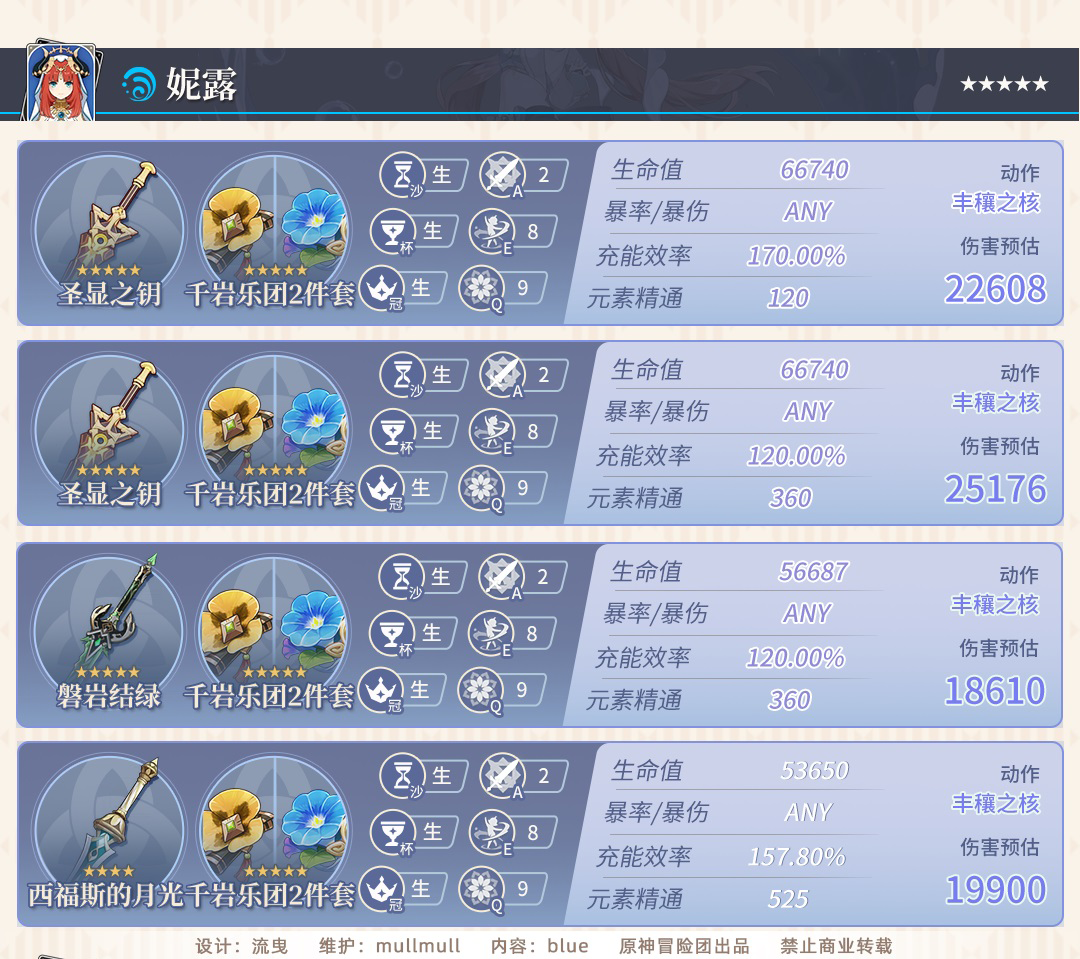 妮露
圣显之钥
千岩乐团2件套
沙 生
A 2
杯 生
E 8
冠 生
Q 9
生命值 66740
暴率/暴伤 ANY
充能效率 170.00%
元素精通 120
动作
丰穰之核
伤害预估
22608
圣显之钥
千岩乐团2件套
沙 生
A 2
杯 生
E 8
冠 生
Q 9
生命值 66740
暴率/暴伤 ANY
充能效率 120.00%
元素精通 360
动作
丰穰之核
伤害预估
25176
磐岩结绿
千岩乐团2件套
沙 生
A 2
杯 生
E 8
冠 生
Q 9
生命值 56687
暴率/暴伤 ANY
充能效率 120.00%
元素精通 360
动作
丰穰之核
伤害预估
18610
西福斯的月光
千岩乐团2件套
沙 生
A 2
杯 生
E 8
冠 生
Q 9
生命值 53650
暴率/暴伤 ANY
充能效率 157.80%
元素精通 525
动作
丰穰之核
伤害预估
19900
设计：流曳 维护：mullmull 内容：blue 原神冒险团出品 禁止商业转载